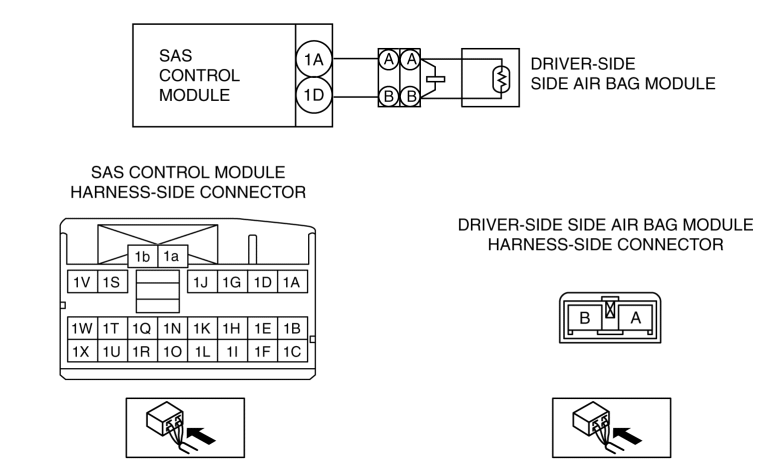 SAS
CONTROL
MODULE
1A
1D
A A
B B
DRIVER-SIDE
SIDE AIR BAG MODULE
SAS CONTROL MODULE
HARNESS-SIDE CONNECTOR
1b 1a
1V 1S 1J 1G 1D 1A
1W 1T 1Q 1N 1K 1H 1E 1B
1X 1U 1R 1O 1L 1I 1F 1C
DRIVER-SIDE SIDE AIR BAG MODULE
HARNESS-SIDE CONNECTOR
B A